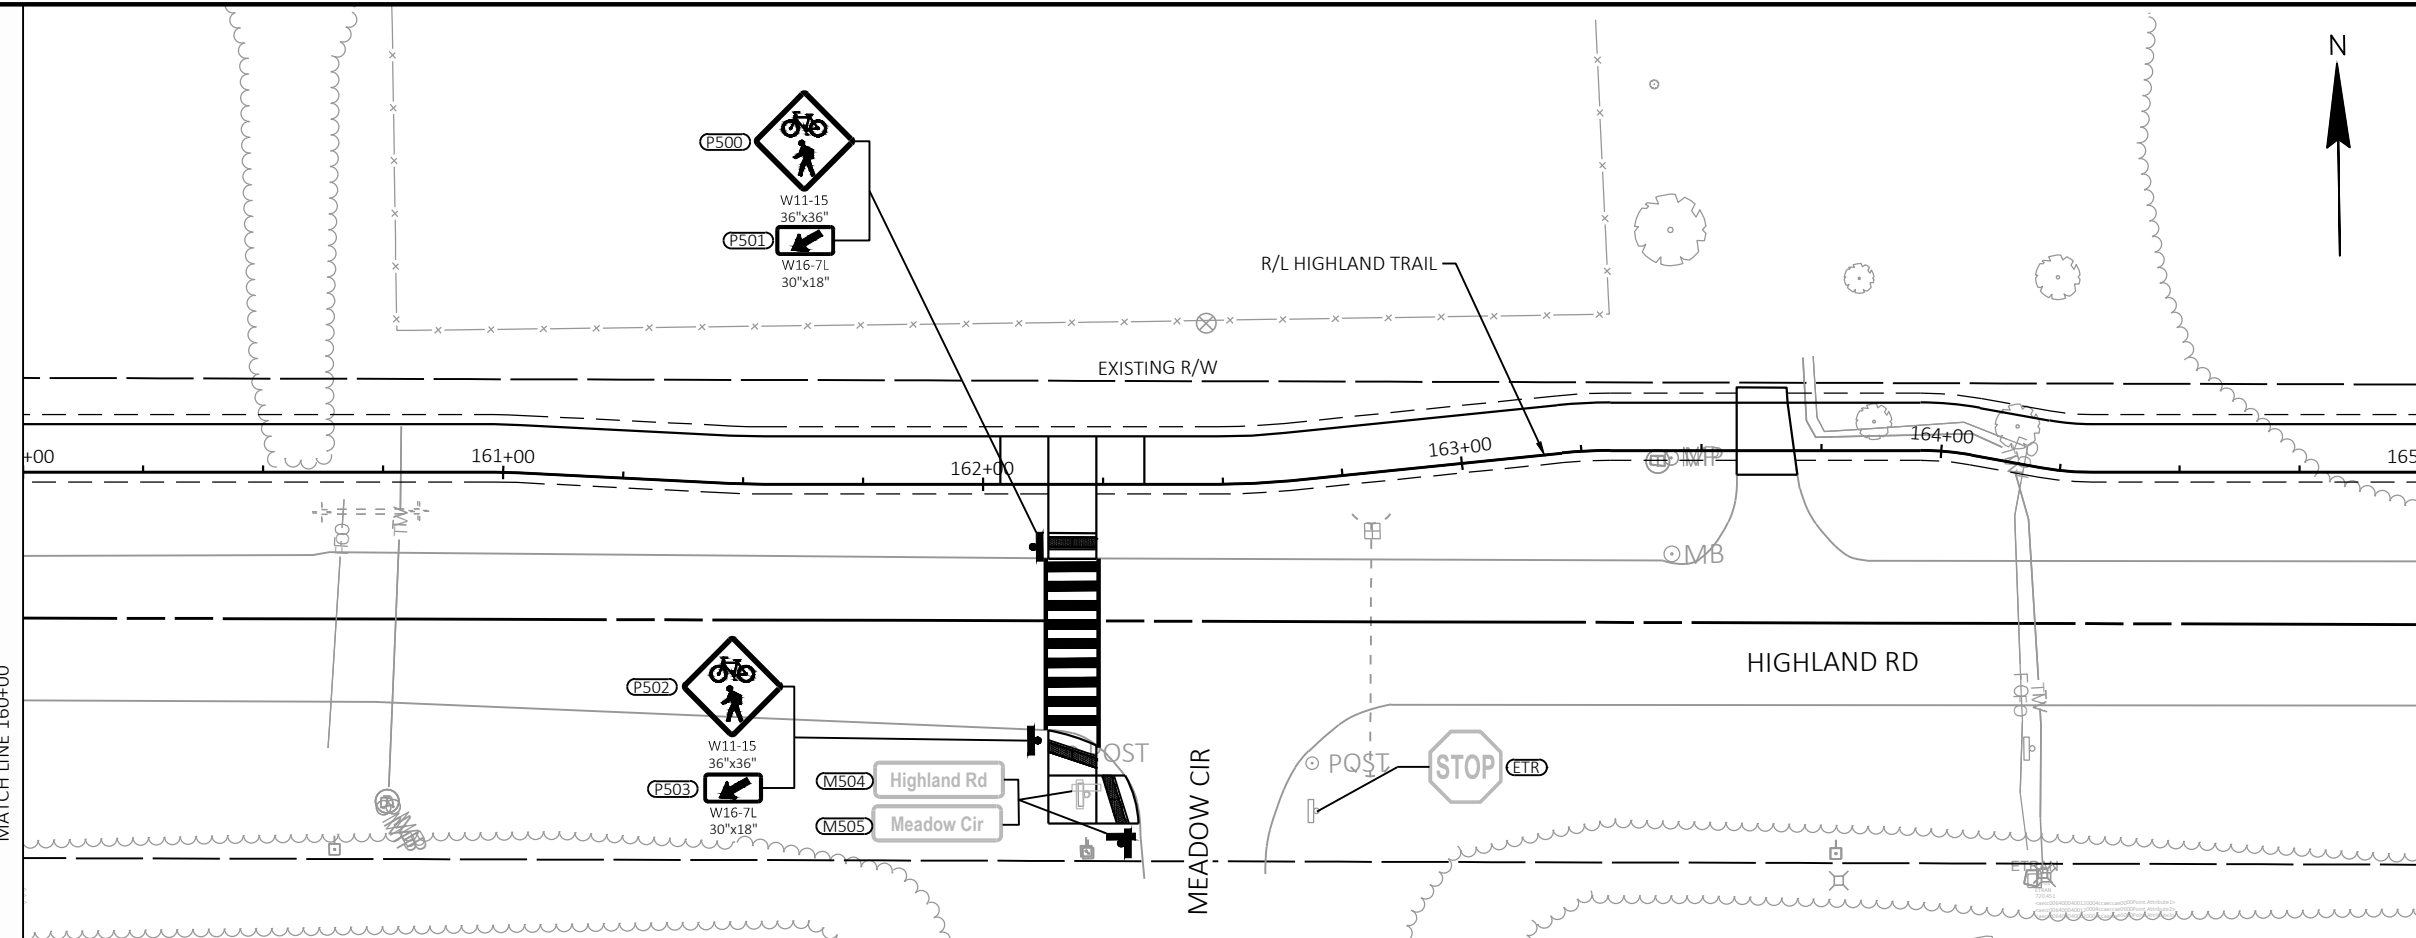 N
P500
W11-15
36"x36"
P501
W16-7L
30"x18"
R/L HIGHLAND TRAIL
EXISTING R/W
+00
161+00
162+00
163+00
164+00
165
MP
MB
TW
HIGHLAND RD
P502
W11-15
36"x36"
P503
W16-7L
30"x18"
M504
Highland Rd
M505
Meadow Cir
POST
POST
STOP
ETR
MEADOW CIR
MATCH LINE 160+00
TW